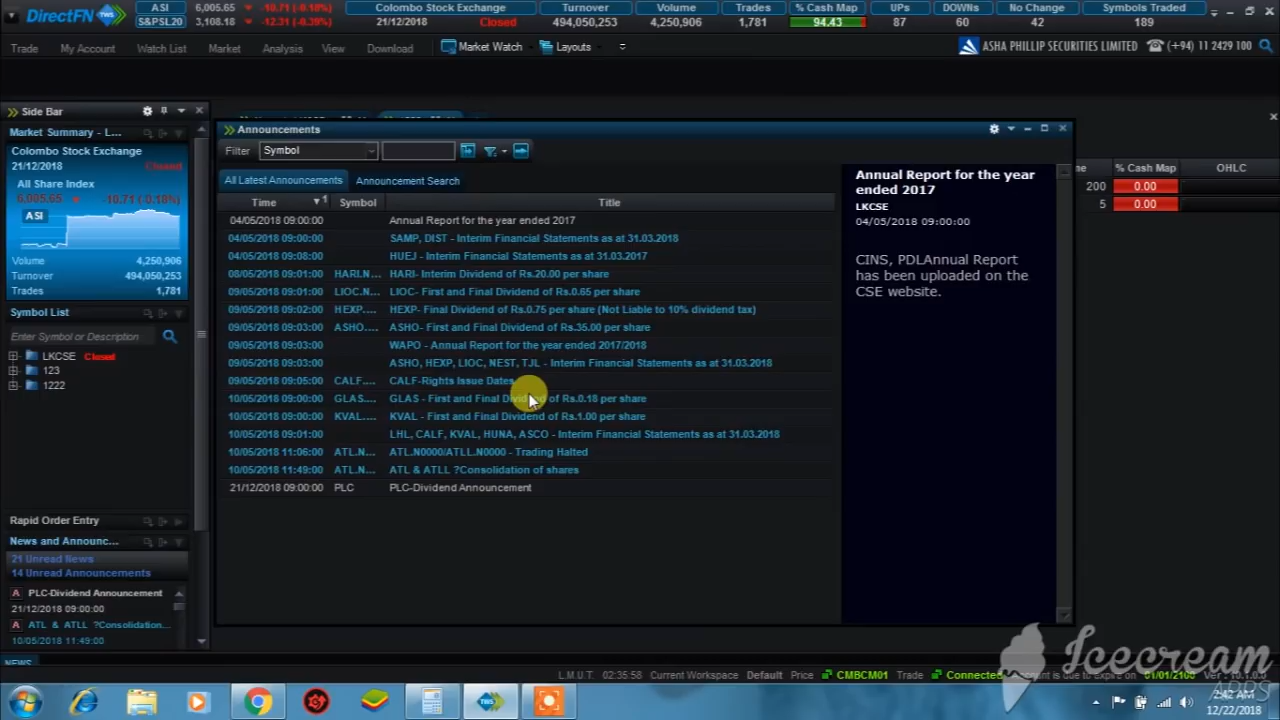 DirectFN TWS
ASI 6,005.65 -10.71 (-0.18%)
S&PSL20 3,108.18 -12.31 (-0.39%)
Colombo Stock Exchange
21/12/2018 Closed
Turnover
494,050,253
Volume
4,250,906
Trades
1,781
% Cash Map
94.43
UPs
87
DOWNs
60
No Change
42
Symbols Traded
189
Trade My Account Watch List Market Analysis View Download Market Watch Layouts
ASHA PHILLIP SECURITIES LIMITED (+94) 11 2429 100
Side Bar
Market Summary - L...
Colombo Stock Exchange
21/12/2018 Closed
All Share Index
6,005.65 -10.71 (-0.18%)
ASI
Volume 4,250,906
Turnover 494,050,253
Trades 1,781
Symbol List
Enter Symbol or Description
LKCSE Closed
123
1222
Rapid Order Entry
News and Announc...
21 Unread News
14 Unread Announcements
A PLC-Dividend Announcement
21/12/2018 09:00:00
A ATL & ATLL ?Consolidation...
10/05/2018 11:49:00
NEWS
Announcements
Filter Symbol
All Latest Announcements Announcement Search
Time 1 Symbol Title
04/05/2018 09:00:00 Annual Report for the year ended 2017
04/05/2018 09:00:00 SAMP, DIST - Interim Financial Statements as at 31.03.2018
04/05/2018 09:08:00 HUEJ - Interim Financial Statements as at 31.03.2017
08/05/2018 09:01:00 HARI.N... HARI- Interim Dividend of Rs.20.00 per share
09/05/2018 09:01:00 LIOC.N... LIOC- First and Final Dividend of Rs.0.65 per share
09/05/2018 09:02:00 HEXP.... HEXP- Final Dividend of Rs.0.75 per share (Not Liable to 10% dividend tax)
09/05/2018 09:03:00 ASHO.... ASHO- First and Final Dividend of Rs.35.00 per share
09/05/2018 09:03:00 WAPO - Annual Report for the year ended 2017/2018
09/05/2018 09:03:00 ASHO, HEXP, LIOC, NEST, TJL - Interim Financial Statements as at 31.03.2018
09/05/2018 09:05:00 CALF.... CALF-Rights Issue Dates
10/05/2018 09:00:00 GLAS.... GLAS - First and Final Dividend of Rs.0.18 per share
10/05/2018 09:00:00 KVAL.... KVAL - First and Final Dividend of Rs.1.00 per share
10/05/2018 09:01:00 LHL, CALF, KVAL, HUNA, ASCO - Interim Financial Statements as at 31.03.2018
10/05/2018 11:06:00 ATL.N... ATL.N0000/ATLL.N0000 - Trading Halted
10/05/2018 11:49:00 ATL.N... ATL & ATLL ?Consolidation of shares
21/12/2018 09:00:00 PLC PLC-Dividend Announcement
Annual Report for the year
ended 2017
LKCSE
04/05/2018 09:00:00
CINS, PDLAnnual Report
has been uploaded on the
CSE website.
% Cash Map OHLC
200 0.00
5 0.00
L.M.U.T: 02:35:58 Current Workspace Default Price CMBCM01 Trade Connected
is due to expire on 01/01/
Icecream
APPS
2:42 AM
12/22/2018